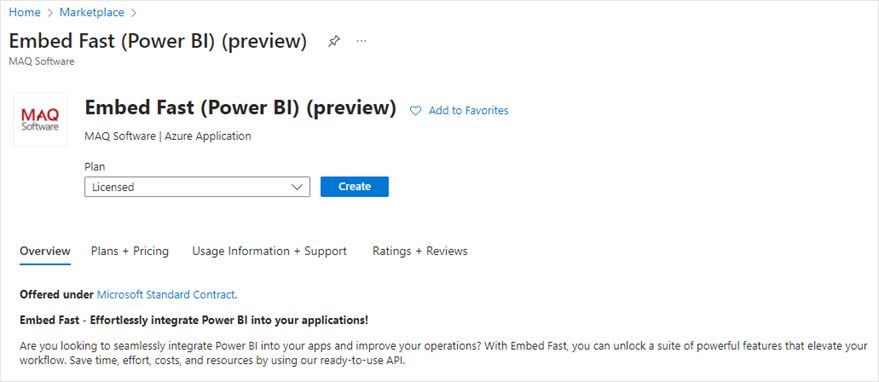 Home > Marketplace >
Embed Fast (Power BI) (preview) ...
MAQ Software
MAQ
Software
Embed Fast (Power BI) (preview) Add to Favorites
MAQ Software | Azure Application
Plan
Licensed Create
Overview Plans + Pricing Usage Information + Support Ratings + Reviews
Offered under Microsoft Standard Contract.
Embed Fast - Effortlessly integrate Power BI into your applications!
Are you looking to seamlessly integrate Power BI into your apps and improve your operations? With Embed Fast, you can unlock a suite of powerful features that elevate your
workflow. Save time, effort, costs, and resources by using our ready-to-use API.